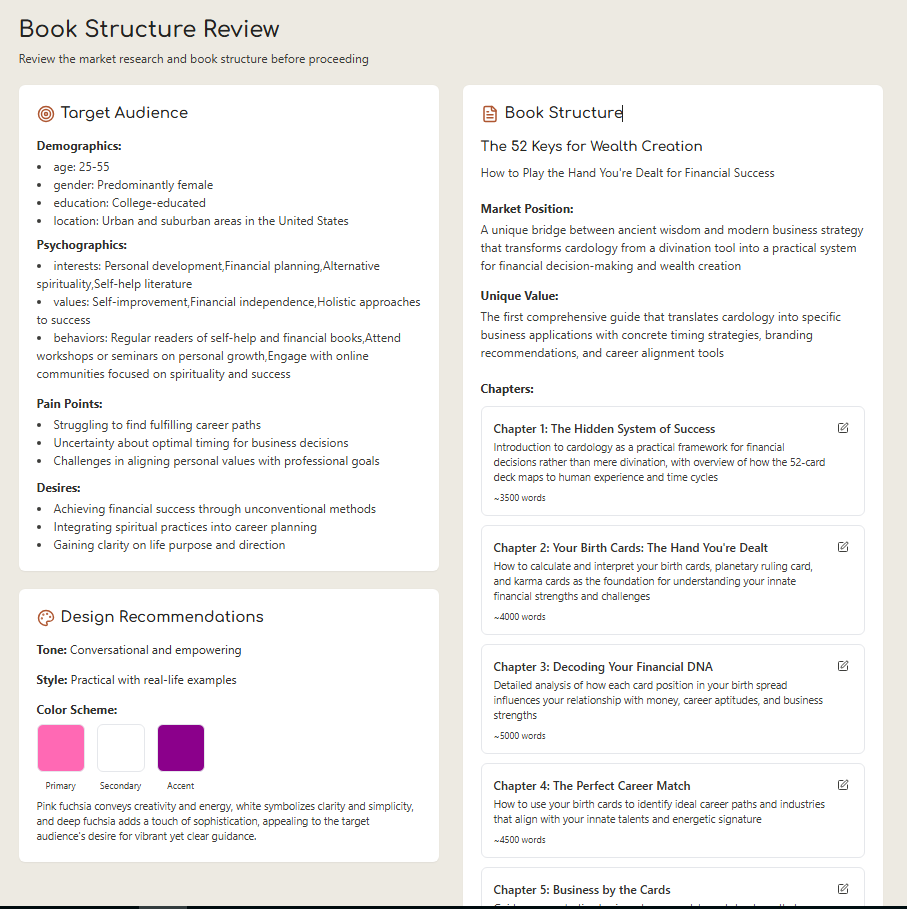 Book Structure Review
Review the market research and book structure before proceeding
Target Audience
Demographics:
• age: 25-55
• gender: Predominantly female
• education: College-educated
• location: Urban and suburban areas in the United States
Psychographics:
• interests: Personal development,Financial planning,Alternative
spirituality,Self-help literature
• values: Self-improvement,Financial independence,Holistic approaches
to success
• behaviors: Regular readers of self-help and financial books,Attend
workshops or seminars on personal growth,Engage with online
communities focused on spirituality and success
Pain Points:
• Struggling to find fulfilling career paths
• Uncertainty about optimal timing for business decisions
• Challenges in aligning personal values with professional goals
Desires:
• Achieving financial success through unconventional methods
• Integrating spiritual practices into career planning
• Gaining clarity on life purpose and direction
Design Recommendations
Tone: Conversational and empowering
Style: Practical with real-life examples
Color Scheme:
Primary Secondary Accent
Pink fuchsia conveys creativity and energy, white symbolizes clarity and simplicity,
and deep fuchsia adds a touch of sophistication, appealing to the target
audience's desire for vibrant yet clear guidance.
Book Structure
The 52 Keys for Wealth Creation
How to Play the Hand You're Dealt for Financial Success
Market Position:
A unique bridge between ancient wisdom and modern business strategy
that transforms cardology from a divination tool into a practical system
for financial decision-making and wealth creation
Unique Value:
The first comprehensive guide that translates cardology into specific
business applications with concrete timing strategies, branding
recommendations, and career alignment tools
Chapters:
Chapter 1: The Hidden System of Success
Introduction to cardology as a practical framework for financial
decisions rather than mere divination, with overview of how the 52-card
deck maps to human experience and time cycles
~3500 words
Chapter 2: Your Birth Cards: The Hand You're Dealt
How to calculate and interpret your birth cards, planetary ruling card,
and karma cards as the foundation for understanding your innate
financial strengths and challenges
~4000 words
Chapter 3: Decoding Your Financial DNA
Detailed analysis of how each card position in your birth spread
influences your relationship with money, career aptitudes, and business
strengths
~5000 words
Chapter 4: The Perfect Career Match
How to use your birth cards to identify ideal career paths and industries
that align with your innate talents and energetic signature
~4500 words
Chapter 5: Business by the Cards